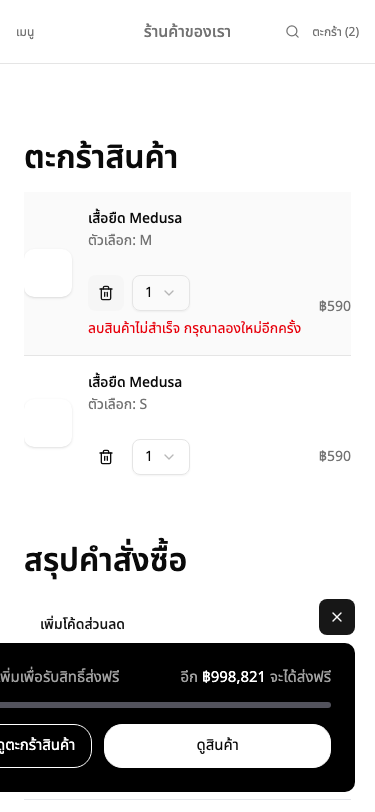 เมนู
ร้านค้าของเรา
ตะกร้า (2)
ตะกร้าสินค้า
เสื้อยืด Medusa
ตัวเลือก: M
1
฿590
ลบสินค้าไม่สำเร็จ กรุณาลองใหม่อีกครั้ง
เสื้อยืด Medusa
ตัวเลือก: S
1
฿590
สรุปคำสั่งซื้อ
เพิ่มโค้ดส่วนลด
พิ่มเพื่อรับสิทธิ์ส่งฟรี
อีก ฿998,821 จะได้ส่งฟรี
ดูตะกร้าสินค้า
ดูสินค้า